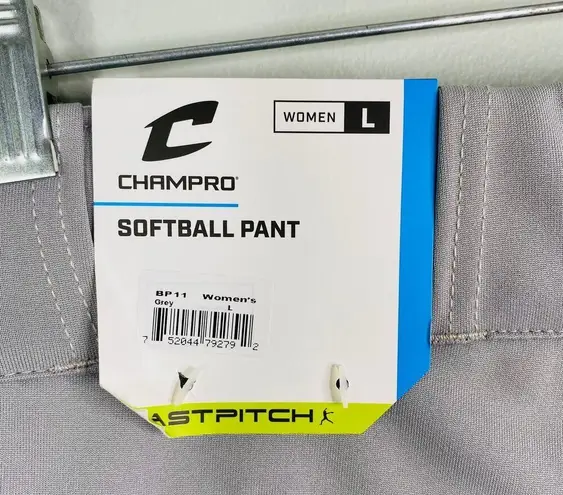 WOMEN L
CHAMPRO®
SOFTBALL PANT
BP11 Women's
Grey L
7 52044 79279 2
ASTPITCH